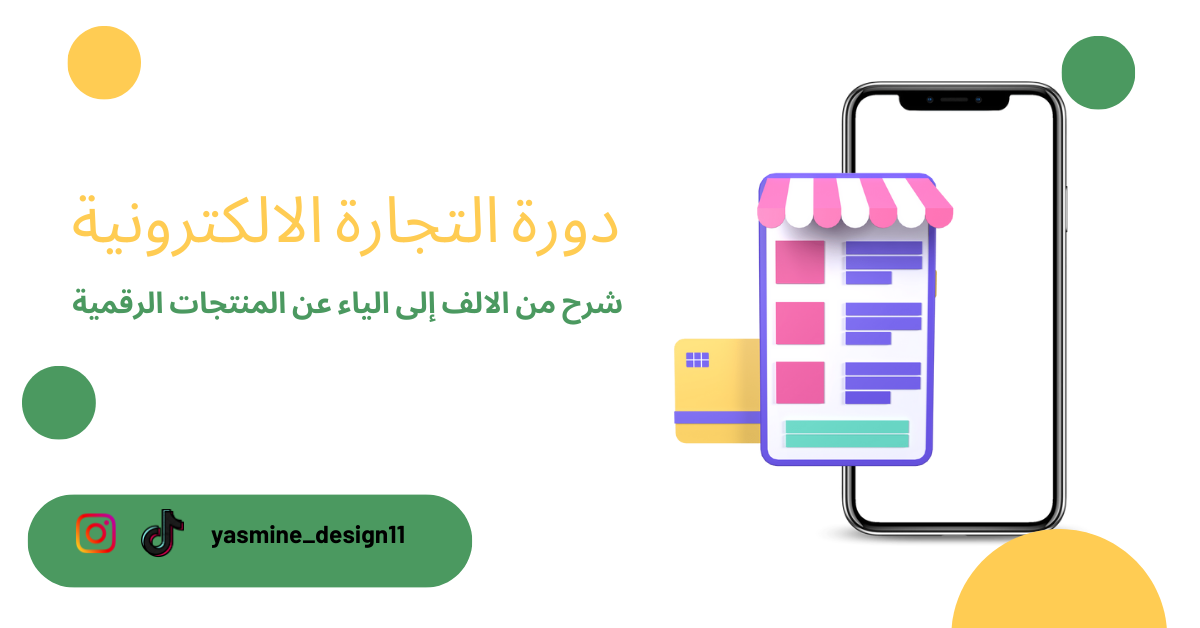 دورة التجارة الالكترونية
شرح من الالف إلى الياء عن المنتجات الرقمية
yasmine_design11